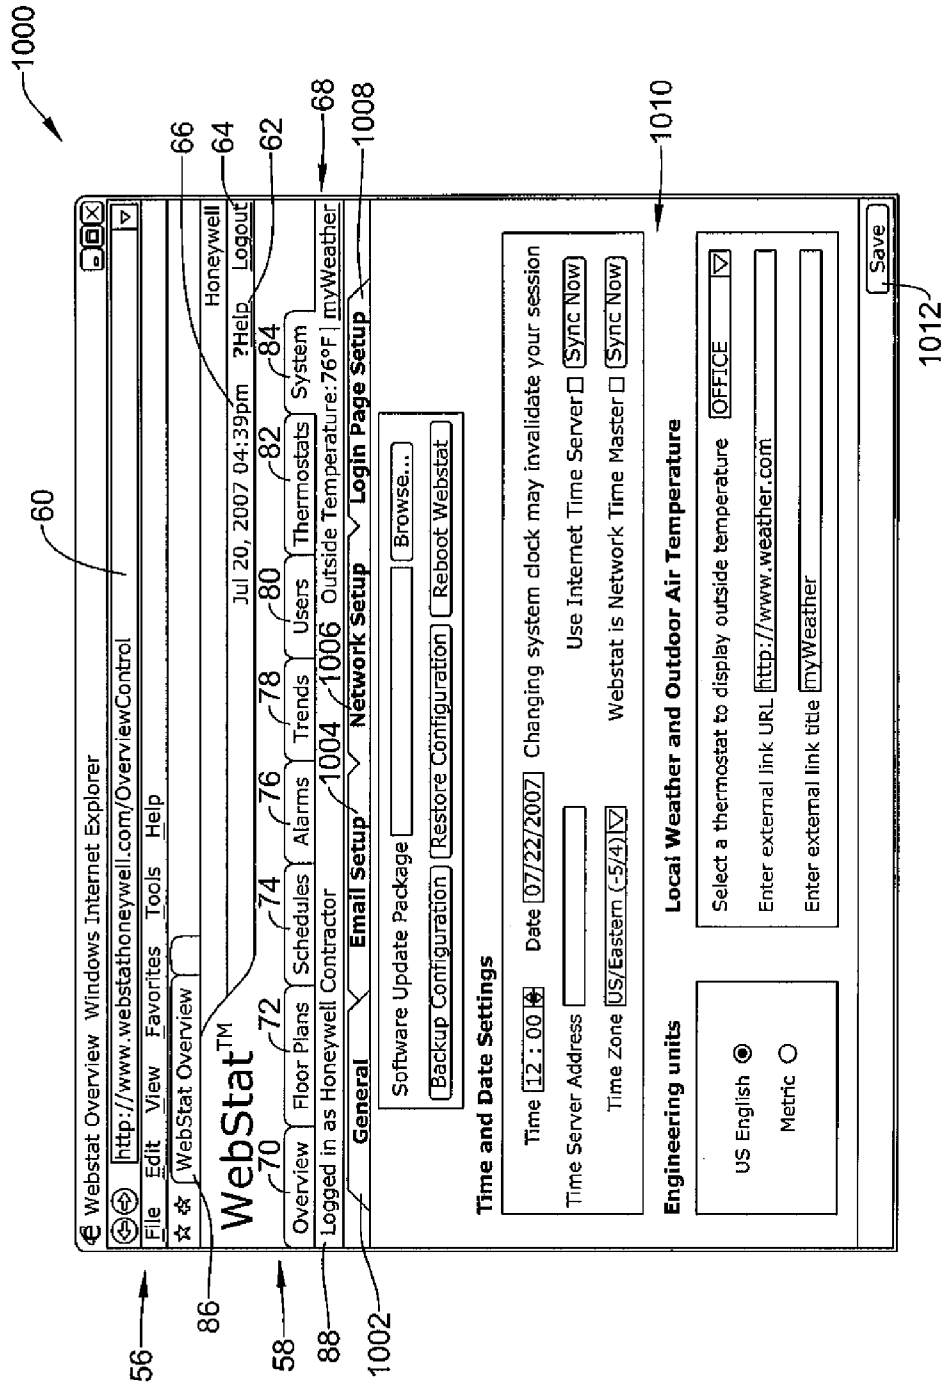 1000
60
66
64
62
68
1008
1010
1012
56
86
58
88
1002
Webstat Overview Windows Internet Explorer
http://www.webstathoneywell.com/OverviewControl
File Edit View Favorites Tools Help
WebStat Overview
Honeywell
WebStat™
Jul 20, 2007 04:39pm ?Help Logout
70 72 74 76 78 80 82 84
Overview Floor Plans Schedules Alarms Trends Users Thermostats System
Logged in as Honeywell Contractor Outside Temperature:76°F | myWeather
1004 1006
General Email Setup Network Setup Login Page Setup
Software Update Package Browse...
Backup Configuration Restore Configuration Reboot Webstat
Time and Date Settings
Time 12 : 00 Date 07/22/2007 Changing system clock may invalidate your session
Time Server Address Use Internet Time Server Sync Now
Time Zone US/Eastern (-5/4) Webstat is Network Time Master Sync Now
Engineering units
US English
Metric
Local Weather and Outdoor Air Temperature
Select a thermostat to display outside temperature OFFICE
Enter external link URL http://www.weather.com
Enter external link title myWeather
Save